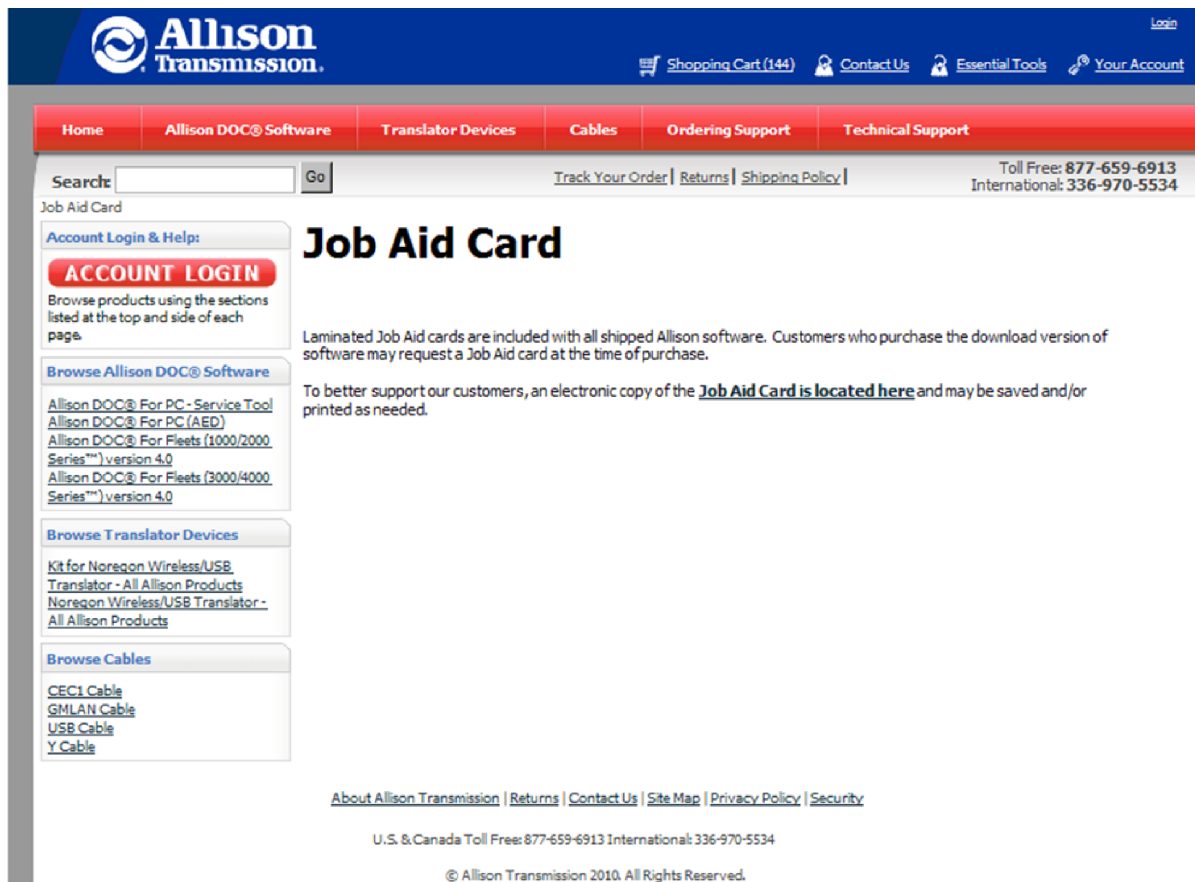 Allison
Transmission.
Login
Shopping Cart (144) Contact Us Essential Tools Your Account
Home Allison DOC® Software Translator Devices Cables Ordering Support Technical Support
Search: Go Track Your Order | Returns | Shipping Policy | Toll Free: 877-659-6913
International: 336-970-5534
Job Aid Card
Account Login & Help:
ACCOUNT LOGIN
Browse products using the sections
listed at the top and side of each
page.
Browse Allison DOC® Software
Allison DOC® For PC - Service Tool
Allison DOC® For PC (AED)
Allison DOC® For Fleets (1000/2000
Series™) version 4.0
Allison DOC® For Fleets (3000/4000
Series™) version 4.0
Browse Translator Devices
Kit for Noregon Wireless/USB
Translator - All Allison Products
Noregon Wireless/USB Translator -
All Allison Products
Browse Cables
CEC1 Cable
GMLAN Cable
USB Cable
Y Cable
Job Aid Card
Laminated Job Aid cards are included with all shipped Allison software. Customers who purchase the download version of
software may request a Job Aid card at the time of purchase.
To better support our customers, an electronic copy of the Job Aid Card is located here and may be saved and/or
printed as needed.
About Allison Transmission | Returns | Contact Us | Site Map | Privacy Policy | Security
U.S. & Canada Toll Free: 877-659-6913 International: 336-970-5534
© Allison Transmission 2010. All Rights Reserved.